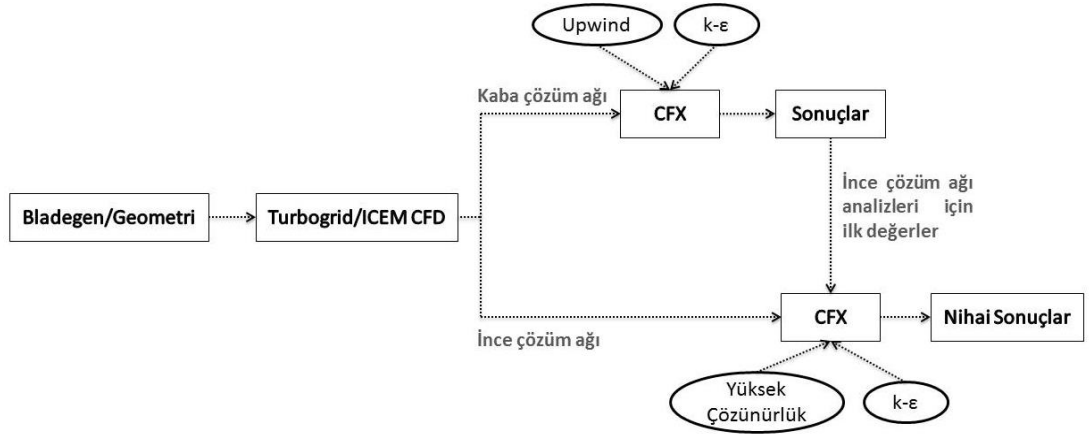 Upwind
k-ε
Kaba çözüm ağı
CFX
Sonuçlar
İnce çözüm ağı
analizleri için
ilk değerler
Bladegen/Geometri
Turbogrid/ICEM CFD
CFX
Nihai Sonuçlar
İnce çözüm ağı
Yüksek
Çözünürlük
k-ε